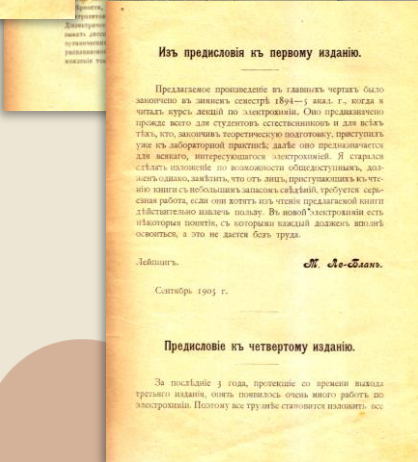 Изъ предисловія къ первому изданію.
Предлагаемое произведеніе въ главныхъ чертахъ было
закончено въ зимнемъ семестрѣ 1894—5 акад. г., когда я
читалъ курсъ лекцій по электрохиміи. Оно предназначено
прежде всего для студентовъ естественниковъ и для всѣхъ
тѣхъ, кто, закончивъ теоретическую подготовку, приступилъ
уже къ лабораторной практикѣ; далѣе оно предназначается
для всякаго, интересующагося электрохиміей. Я старался
сдѣлать изложеніе по возможности общедоступнымъ, дол-
женъ однако, замѣтить, что отъ лицъ, приступающихъ къ чте-
нію книги съ небольшимъ запасомъ свѣдѣній, требуется серь-
езная работа, если они хотятъ изъ чтенія предлагаемой книги
дѣйствительно извлечь пользу. Въ новой электрохиміи есть
нѣкоторыя понятія, съ которыми каждый долженъ вполнѣ
освоиться, а это не дается безъ труда.
Лейпцигъ.
М. Ле-Бланъ.
Сентябрь 1905 г.
Предисловіе къ четвертому изданію.
За послѣдніе 3 года, протекшіе со времени выхода
третьяго изданія, опять появилось очень много работъ по
электрохиміи. Поэтому все труднѣе становится изложить все